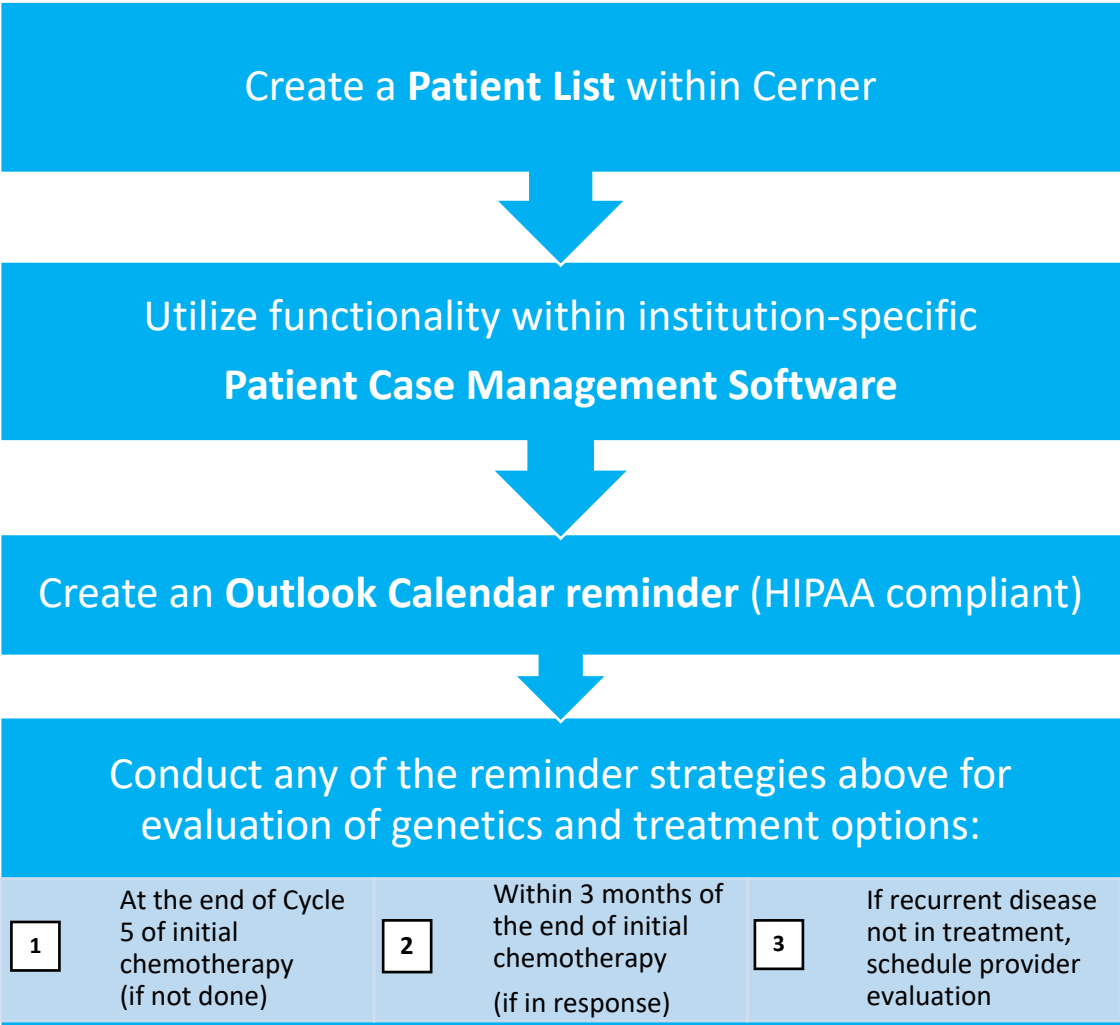 Create a Patient List within Cerner
Utilize functionality within institution-specific
Patient Case Management Software
Create an Outlook Calendar reminder (HIPAA compliant)
Conduct any of the reminder strategies above for
evaluation of genetics and treatment options:
1
At the end of Cycle
5 of initial
chemotherapy
(if not done)
2
Within 3 months of
the end of initial
chemotherapy
(if in response)
3
If recurrent disease
not in treatment,
schedule provider
evaluation